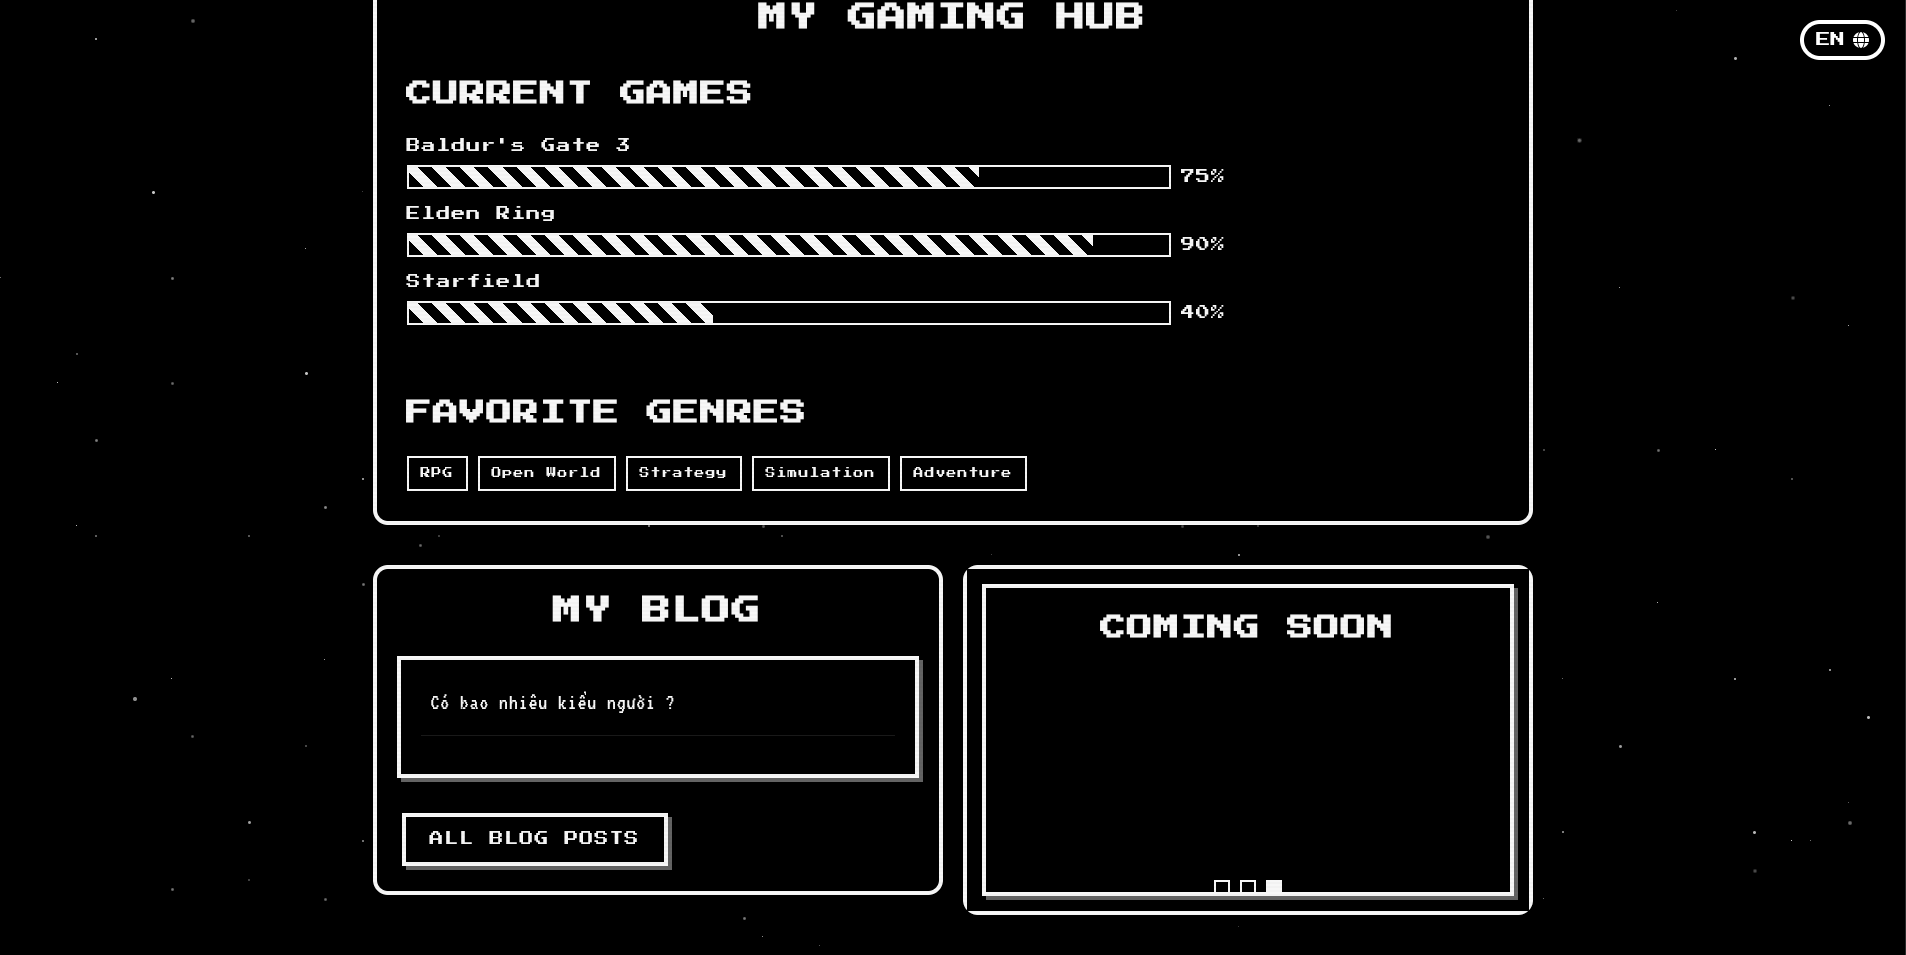 MY GAMING HUB
EN
CURRENT GAMES
Baldur's Gate 3
75%
Elden Ring
90%
Starfield
40%
FAVORITE GENRES
RPG Open World Strategy Simulation Adventure
MY BLOG
Có bao nhiêu kiểu người ?
ALL BLOG POSTS
COMING SOON